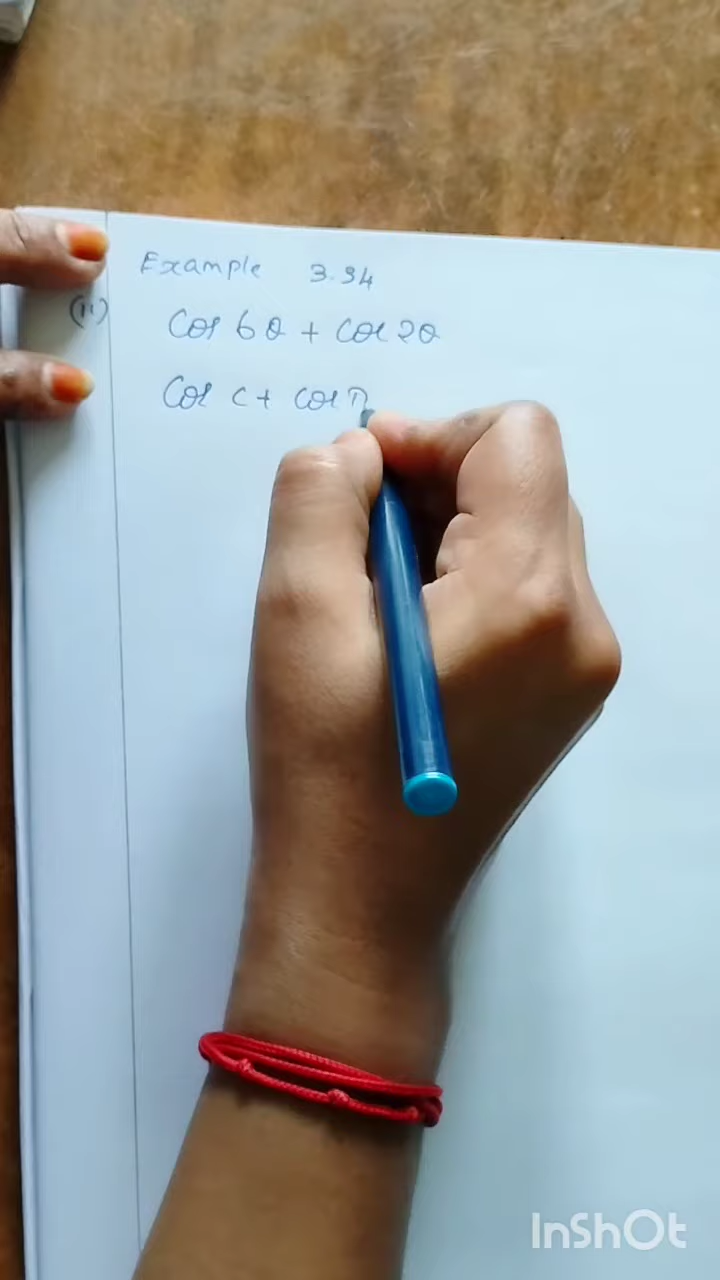 Example 3.34
(ii) Cos 6θ + cos 2θ
Cos C + cos D
InShOt